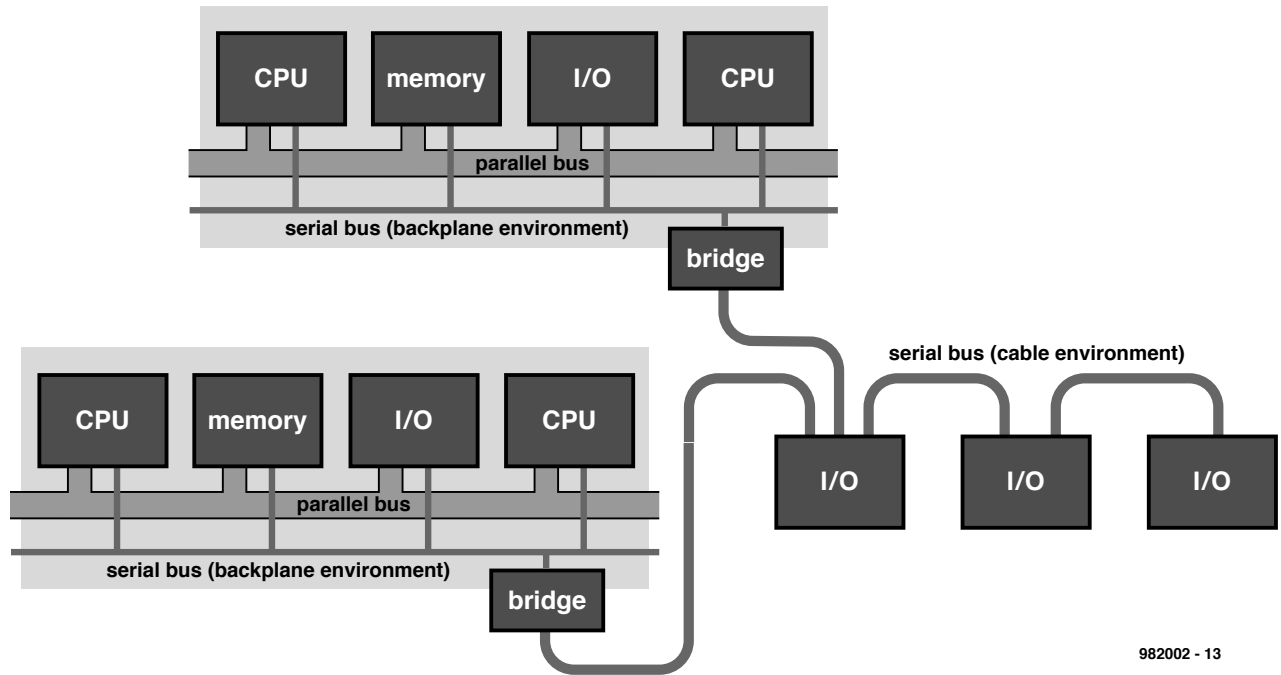 CPU
memory
I/O
CPU
parallel bus
serial bus (backplane environment)
bridge
serial bus (cable environment)
CPU
memory
I/O
CPU
I/O
I/O
I/O
parallel bus
serial bus (backplane environment)
bridge
982002 - 13